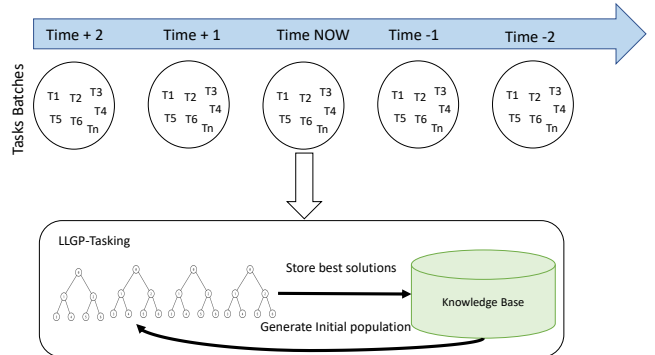 Time + 2 Time + 1 Time NOW Time -1 Time -2
Tasks Batches
T1 T2 T3 T4 T5 T6 Tn
T1 T2 T3 T4 T5 T6 Tn
T1 T2 T3 T4 T5 T6 Tn
T1 T2 T3 T4 T5 T6 Tn
T1 T2 T3 T4 T5 T6 Tn
LLGP-Tasking
Store best solutions
Knowledge Base
Generate Initial population